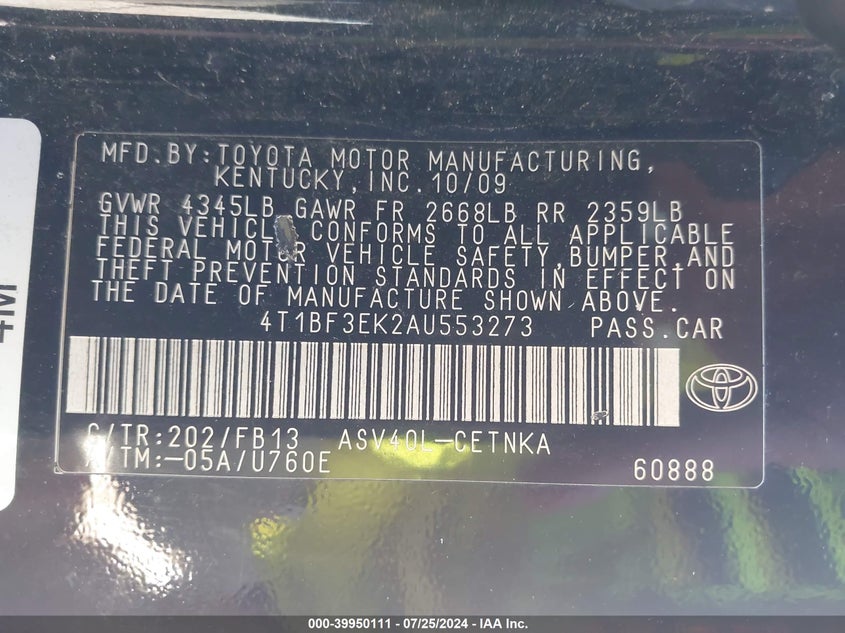 4M
MFD.BY:TOYOTA MOTOR MANUFACTURING,
KENTUCKY,INC.10/09
GVWR 4345LB GAWR FR 2668LB RR 2359LB
THIS VEHICLE CONFORMS TO ALL APPLICABLE
FEDERAL MOTOR VEHICLE SAFETY,BUMPER,AND
THEFT PREVENTION STANDARDS IN EFFECT ON
THE DATE OF MANUFACTURE SHOWN ABOVE.
4T1BF3EK2AU553273 PASS.CAR
C/TR:202/FB13 ASV40L-CETNKA
A/TM:-05A/U760E 60888
000-39950111 - 07/25/2024 - IAA Inc.